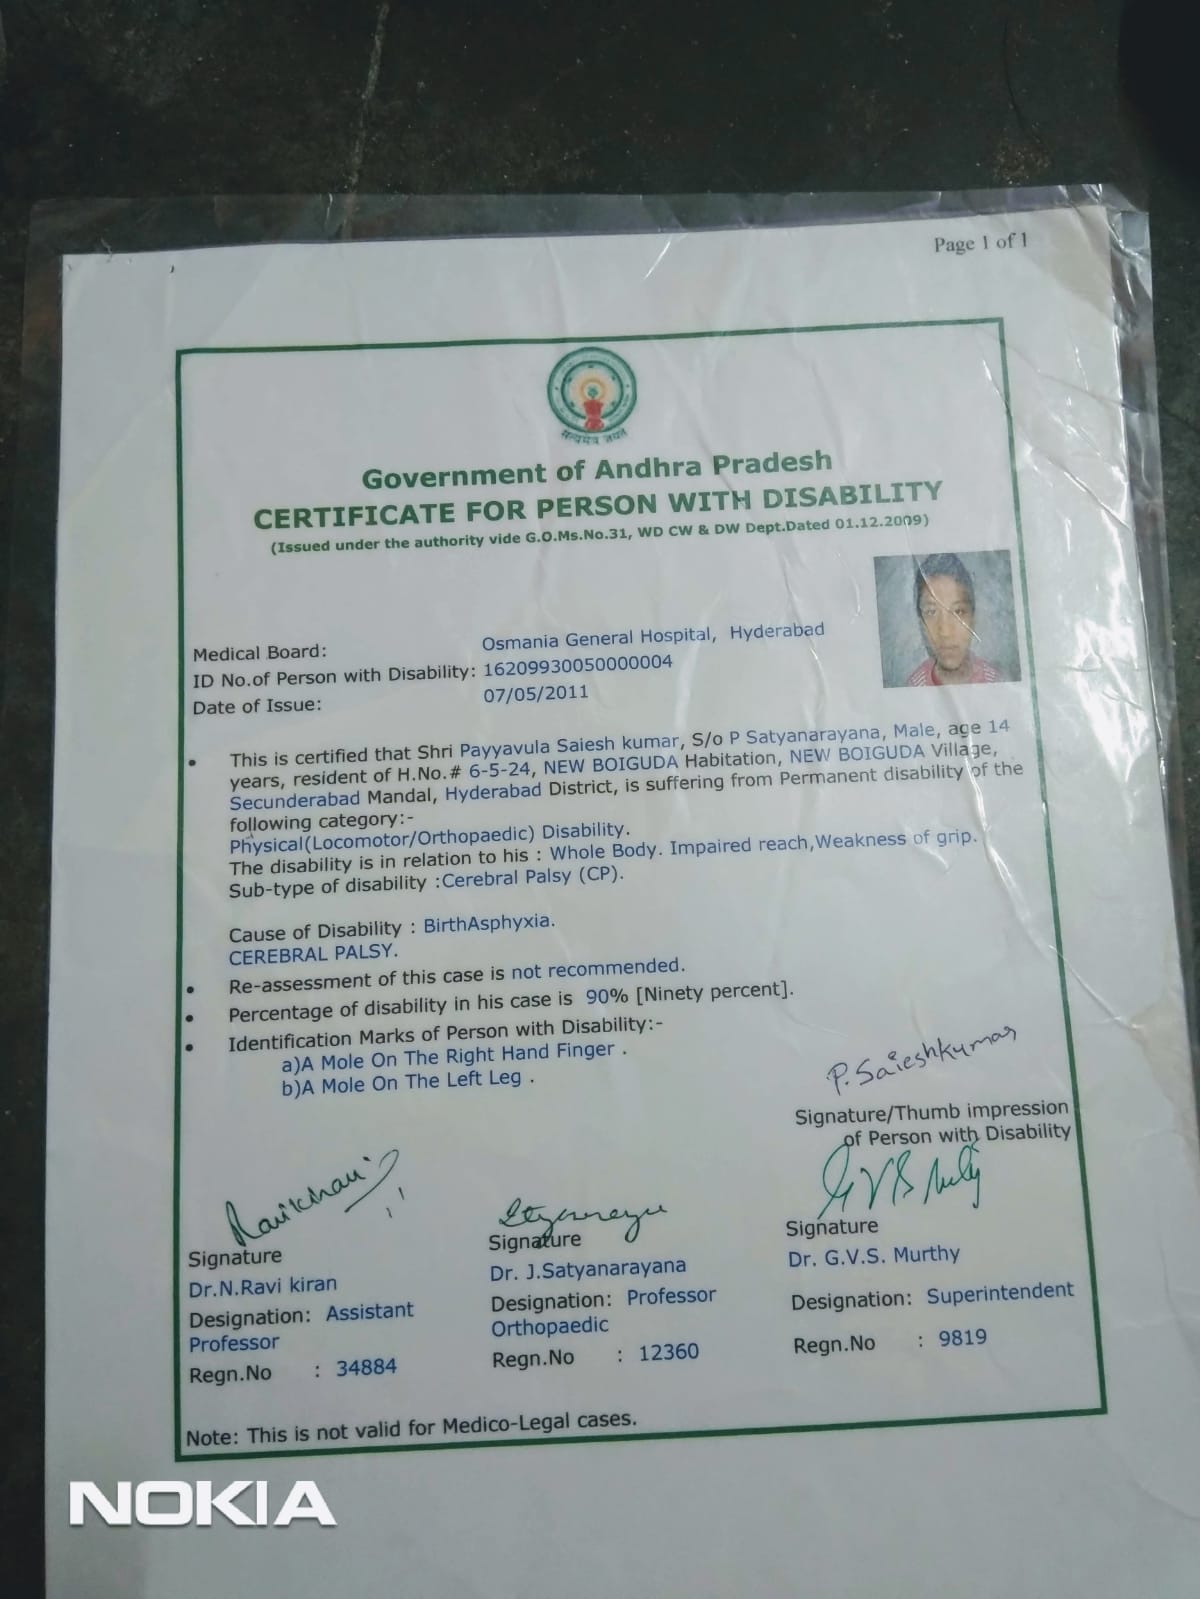 Page 1 of 1
सत्यमेव जयते
Government of Andhra Pradesh
CERTIFICATE FOR PERSON WITH DISABILITY
(Issued under the authority vide G.O.Ms.No.31, WD CW & DW Dept.Dated 01.12.2009)
Medical Board: Osmania General Hospital, Hyderabad
ID No.of Person with Disability: 16209930050000004
Date of Issue: 07/05/2011
• This is certified that Shri Payyavula Saiesh kumar, S/o P Satyanarayana, Male, age 14
years, resident of H.No.# 6-5-24, NEW BOIGUDA Habitation, NEW BOIGUDA Village,
Secunderabad Mandal, Hyderabad District, is suffering from Permanent disability of the
following category:-
Physical(Locomotor/Orthopaedic) Disability.
The disability is in relation to his : Whole Body. Impaired reach,Weakness of grip.
Sub-type of disability :Cerebral Palsy (CP).
Cause of Disability : BirthAsphyxia.
CEREBRAL PALSY.
• Re-assessment of this case is not recommended.
• Percentage of disability in his case is 90% [Ninety percent].
• Identification Marks of Person with Disability:-
a)A Mole On The Right Hand Finger .
b)A Mole On The Left Leg .
P. Saieshkumar
Signature/Thumb impression
of Person with Disability
Signature
Dr.N.Ravi kiran
Designation: Assistant
Professor
Regn.No : 34884
Signature
Dr. J.Satyanarayana
Designation: Professor
Orthopaedic
Regn.No : 12360
Signature
Dr. G.V.S. Murthy
Designation: Superintendent
Regn.No : 9819
Note: This is not valid for Medico-Legal cases.
NOKIA